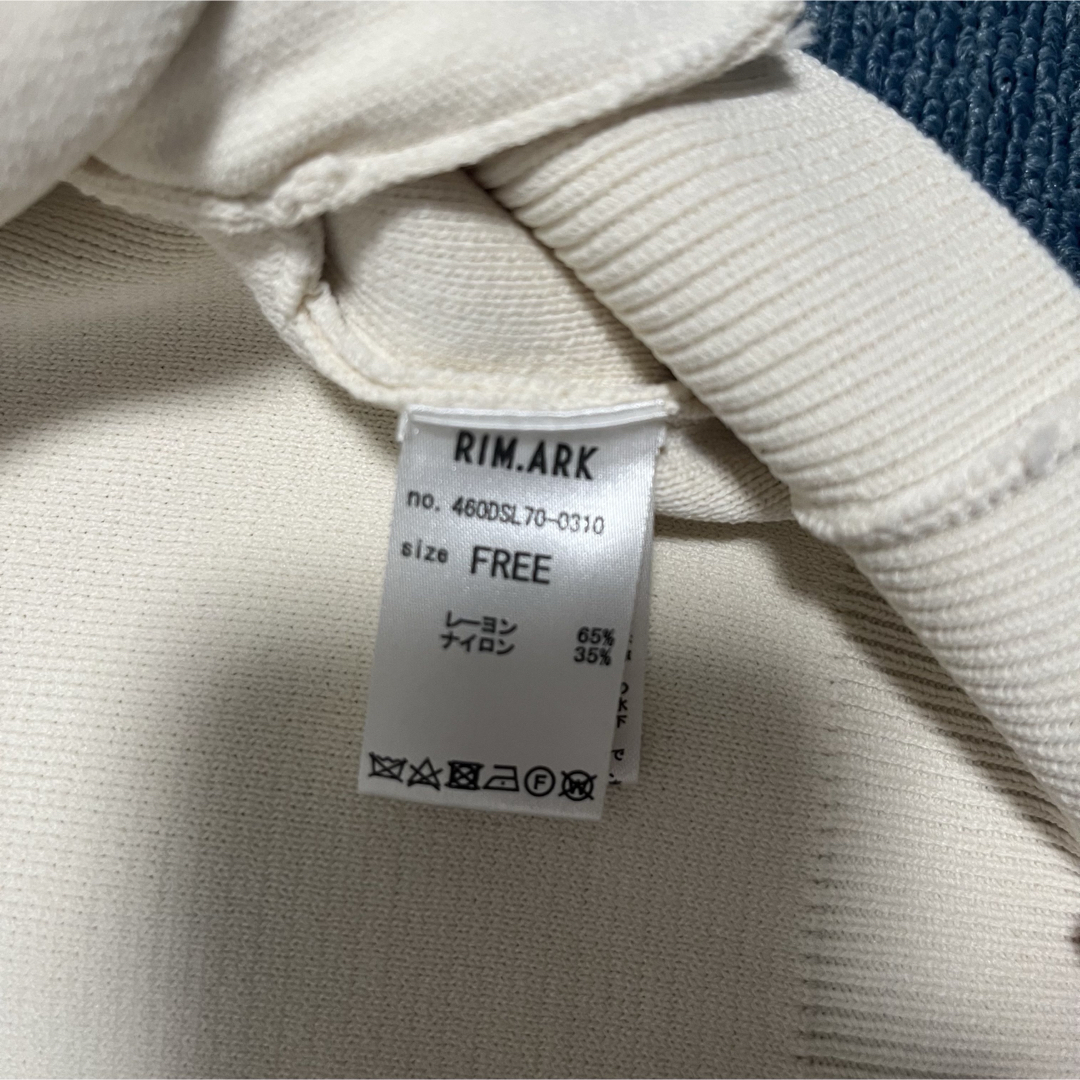 RIM.ARK
no. 460DSL70-0310
size FREE
レーヨン 65%
ナイロン 35%
F W